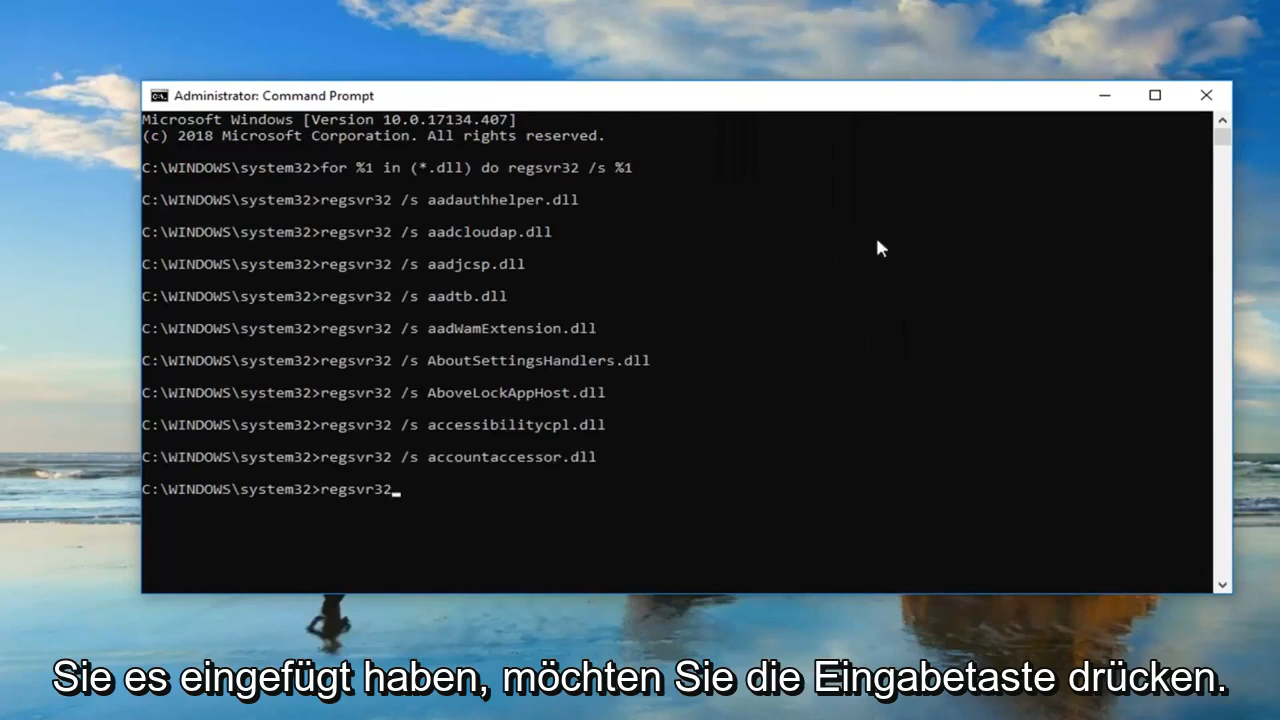 Administrator: Command Prompt
Microsoft Windows [Version 10.0.17134.407]
(c) 2018 Microsoft Corporation. All rights reserved.
C:\WINDOWS\system32>for %1 in (*.dll) do regsvr32 /s %1
C:\WINDOWS\system32>regsvr32 /s aadauthhelper.dll
C:\WINDOWS\system32>regsvr32 /s aadcloudap.dll
C:\WINDOWS\system32>regsvr32 /s aadjcsp.dll
C:\WINDOWS\system32>regsvr32 /s aadtb.dll
C:\WINDOWS\system32>regsvr32 /s aadWamExtension.dll
C:\WINDOWS\system32>regsvr32 /s AboutSettingsHandlers.dll
C:\WINDOWS\system32>regsvr32 /s AboveLockAppHost.dll
C:\WINDOWS\system32>regsvr32 /s accessibilitycpl.dll
C:\WINDOWS\system32>regsvr32 /s accountaccessor.dll
C:\WINDOWS\system32>regsvr32
Sie es eingefügt haben, möchten Sie die Eingabetaste drücken.